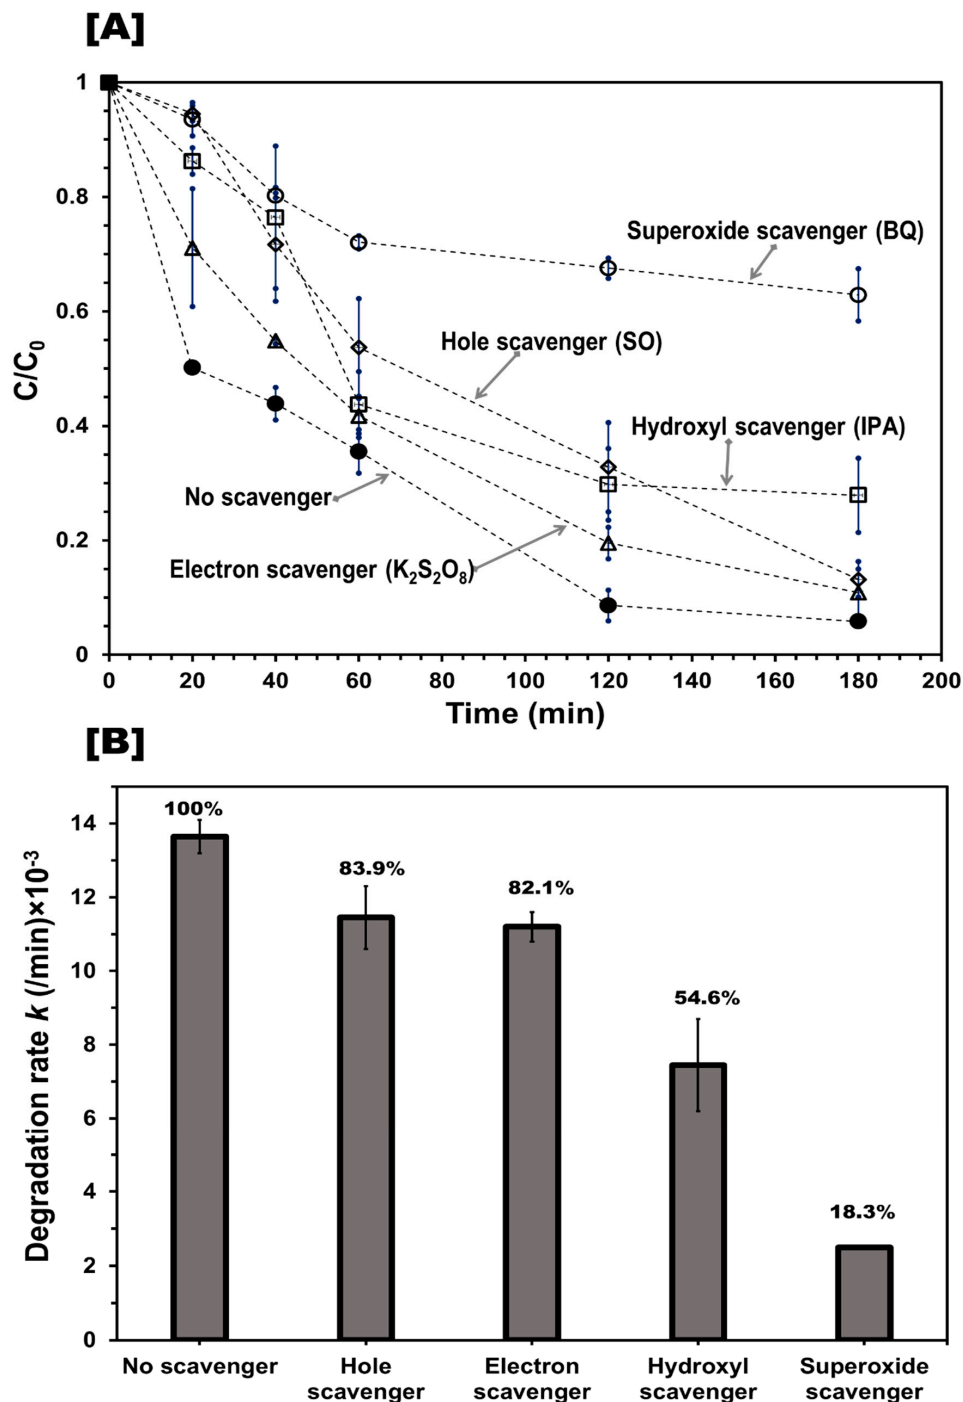 [A]
1
0.8
0.6
0.4
0.2
0
C/C₀
Superoxide scavenger (BQ)
Hole scavenger (SO)
Hydroxyl scavenger (IPA)
No scavenger
Electron scavenger (K₂S₂O₈)
0 20 40 60 80 100 120 140 160 180 200
Time (min)
[B]
14
12
10
8
6
4
2
0
Degradation rate k (/min)×10⁻³
100%
83.9%
82.1%
54.6%
18.3%
No scavenger
Hole
scavenger
Electron
scavenger
Hydroxyl
scavenger
Superoxide
scavenger